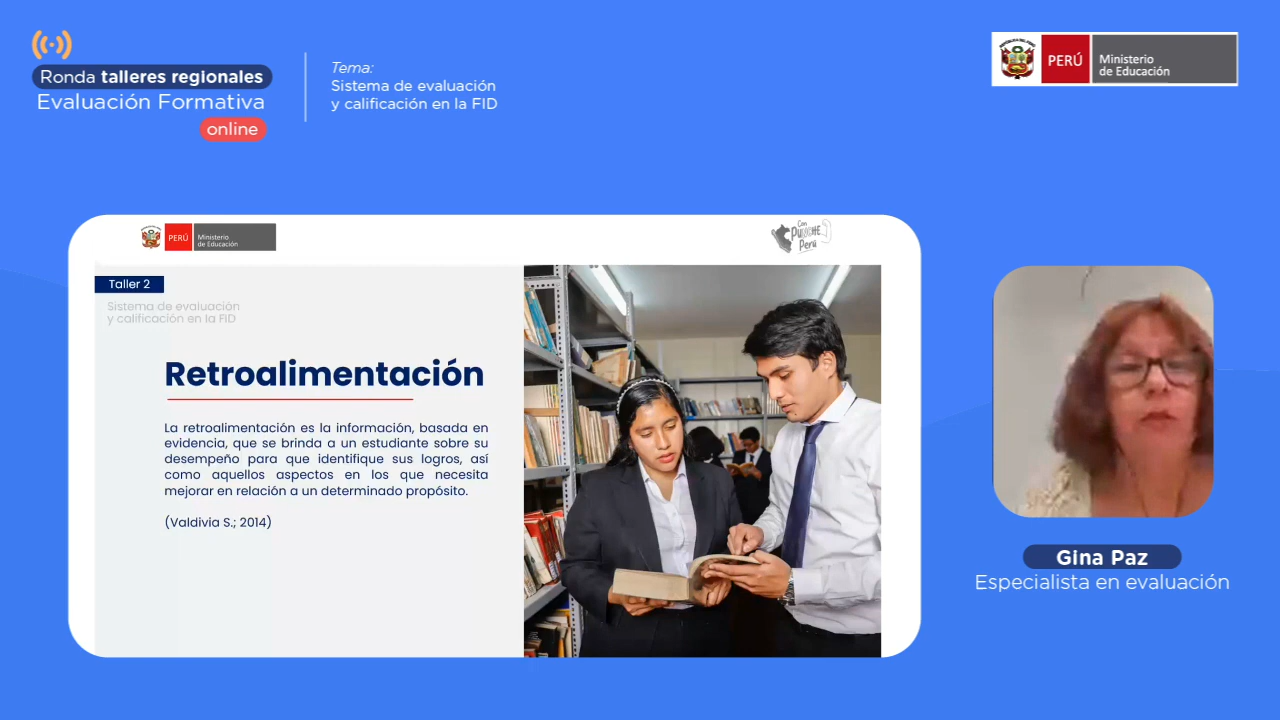 Ronda talleres regionales
Evaluación Formativa
online
Tema:
Sistema de evaluación
y calificación en la FID
PERÚ
Ministerio
de Educación
PERÚ
Ministerio
de Educación
Con
Punche
Perú
Taller 2
Sistema de evaluación
y calificación en la FID
Retroalimentación
La retroalimentación es la información, basada en
evidencia, que se brinda a un estudiante sobre su
desempeño para que identifique sus logros, así
como aquellos aspectos en los que necesita
mejorar en relación a un determinado propósito.
(Valdivia S.; 2014)
Gina Paz
Especialista en evaluación